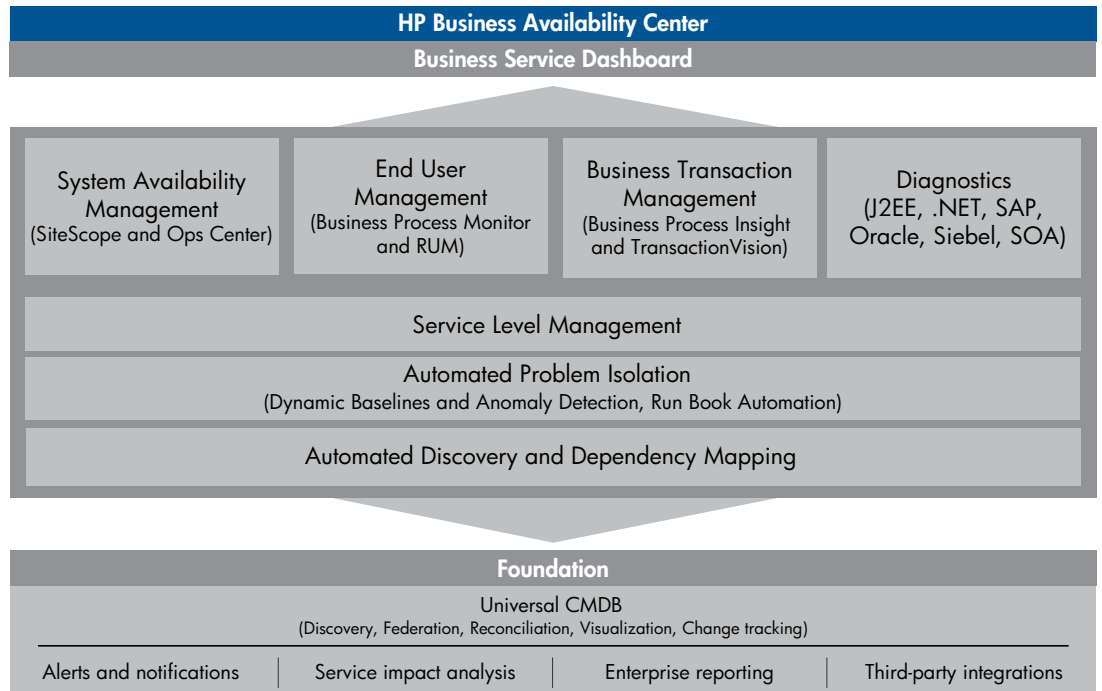 HP Business Availability Center
Business Service Dashboard
System Availability
Management
(SiteScope and Ops Center)
End User
Management
(Business Process Monitor
and RUM)
Business Transaction
Management
(Business Process Insight
and TransactionVision)
Diagnostics
(J2EE, .NET, SAP,
Oracle, Siebel, SOA)
Service Level Management
Automated Problem Isolation
(Dynamic Baselines and Anomaly Detection, Run Book Automation)
Automated Discovery and Dependency Mapping
Foundation
Universal CMDB
(Discovery, Federation, Reconciliation, Visualization, Change tracking)
Alerts and notifications
Service impact analysis
Enterprise reporting
Third-party integrations